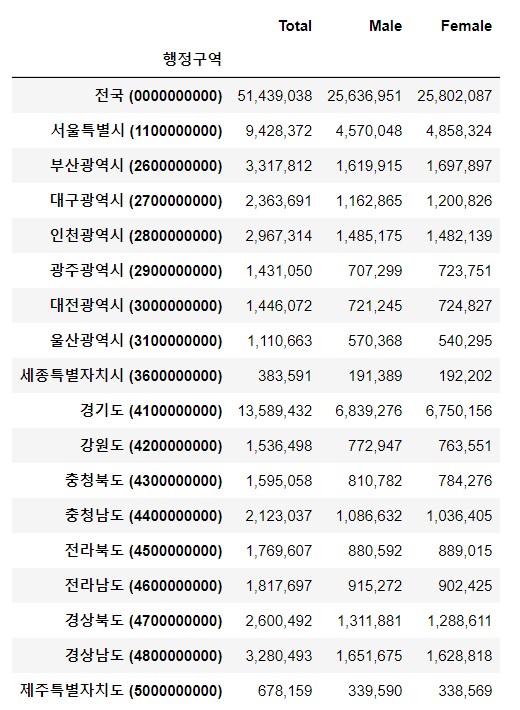 Total Male Female
행정구역
전국 (0000000000) 51,439,038 25,636,951 25,802,087
서울특별시 (1100000000) 9,428,372 4,570,048 4,858,324
부산광역시 (2600000000) 3,317,812 1,619,915 1,697,897
대구광역시 (2700000000) 2,363,691 1,162,865 1,200,826
인천광역시 (2800000000) 2,967,314 1,485,175 1,482,139
광주광역시 (2900000000) 1,431,050 707,299 723,751
대전광역시 (3000000000) 1,446,072 721,245 724,827
울산광역시 (3100000000) 1,110,663 570,368 540,295
세종특별자치시 (3600000000) 383,591 191,389 192,202
경기도 (4100000000) 13,589,432 6,839,276 6,750,156
강원도 (4200000000) 1,536,498 772,947 763,551
충청북도 (4300000000) 1,595,058 810,782 784,276
충청남도 (4400000000) 2,123,037 1,086,632 1,036,405
전라북도 (4500000000) 1,769,607 880,592 889,015
전라남도 (4600000000) 1,817,697 915,272 902,425
경상북도 (4700000000) 2,600,492 1,311,881 1,288,611
경상남도 (4800000000) 3,280,493 1,651,675 1,628,818
제주특별자치도 (5000000000) 678,159 339,590 338,569